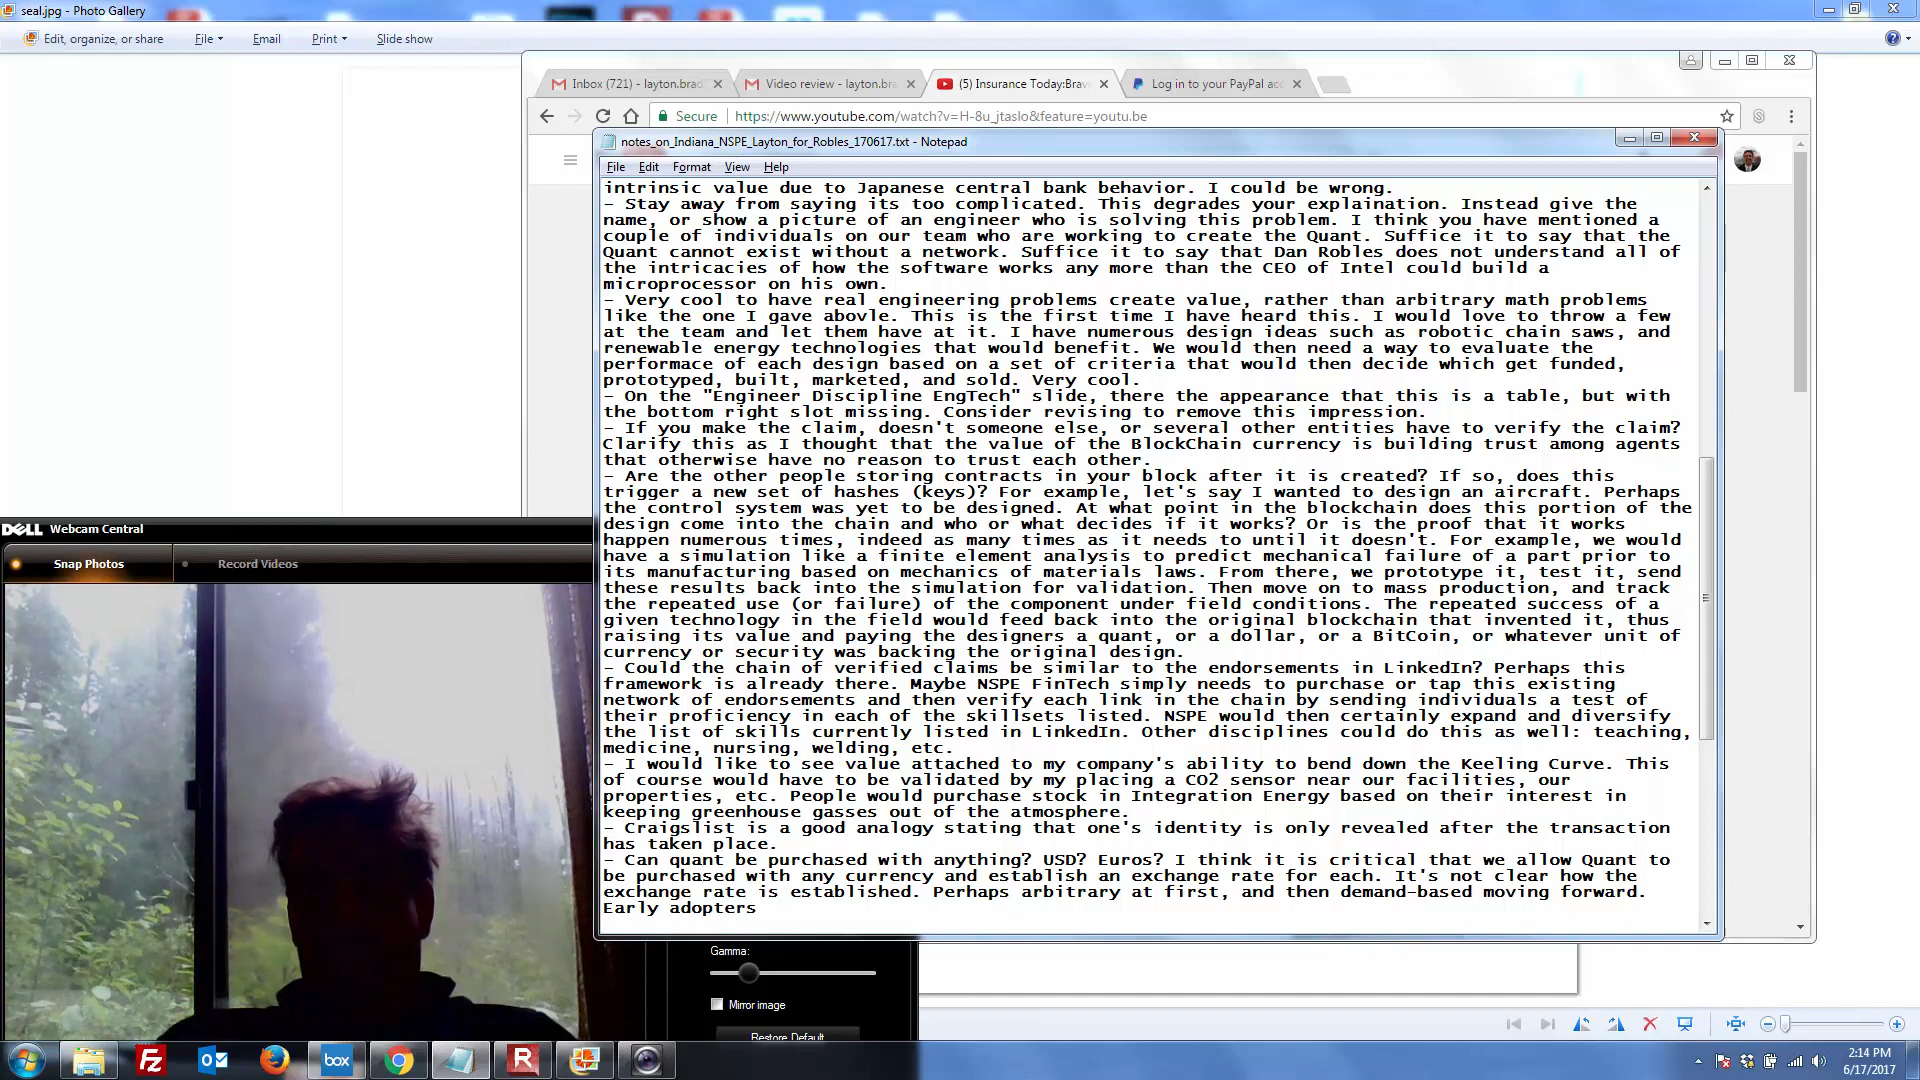 seal.jpg - Photo Gallery
Edit, organize, or share File Email Print Slide show
Inbox (721) - layton.brad
Video review - layton.bra
(5) Insurance Today:Brave
Log in to your PayPal acc
Secure https://www.youtube.com/watch?v=H-8u_jtaslo&feature=youtu.be
notes_on_Indiana_NSPE_Layton_for_Robles_170617.txt - Notepad
File Edit Format View Help
intrinsic value due to Japanese central bank behavior. I could be wrong.
- Stay away from saying its too complicated. This degrades your explaination. Instead give the
name, or show a picture of an engineer who is solving this problem. I think you have mentioned a
couple of individuals on our team who are working to create the Quant. Suffice it to say that the
Quant cannot exist without a network. Suffice it to say that Dan Robles does not understand all of
the intricacies of how the software works any more than the CEO of Intel could build a
microprocessor on his own.
- Very cool to have real engineering problems create value, rather than arbitrary math problems
like the one I gave abovle. This is the first time I have heard this. I would love to throw a few
at the team and let them have at it. I have numerous design ideas such as robotic chain saws, and
renewable energy technologies that would benefit. We would then need a way to evaluate the
performace of each design based on a set of criteria that would then decide which get funded,
prototyped, built, marketed, and sold. Very cool.
- On the "Engineer Discipline EngTech" slide, there the appearance that this is a table, but with
the bottom right slot missing. Consider revising to remove this impression.
- If you make the claim, doesn't someone else, or several other entities have to verify the claim?
Clarify this as I thought that the value of the BlockChain currency is building trust among agents
that otherwise have no reason to trust each other.
- Are the other people storing contracts in your block after it is created? If so, does this
trigger a new set of hashes (keys)? For example, let's say I wanted to design an aircraft. Perhaps
the control system was yet to be designed. At what point in the blockchain does this portion of the
design come into the chain and who or what decides if it works? Or is the proof that it works
happen numerous times, indeed as many times as it needs to until it doesn't. For example, we would
have a simulation like a finite element analysis to predict mechanical failure of a part prior to
its manufacturing based on mechanics of materials laws. From there, we prototype it, test it, send
these results back into the simulation for validation. Then move on to mass production, and track
the repeated use (or failure) of the component under field conditions. The repeated success of a
given technology in the field would feed back into the original blockchain that invented it, thus
raising its value and paying the designers a quant, or a dollar, or a BitCoin, or whatever unit of
currency or security was backing the original design.
- Could the chain of verified claims be similar to the endorsements in LinkedIn? Perhaps this
framework is already there. Maybe NSPE FinTech simply needs to purchase or tap this existing
network of endorsements and then verify each link in the chain by sending individuals a test of
their proficiency in each of the skillsets listed. NSPE would then certainly expand and diversify
the list of skills currently listed in LinkedIn. Other disciplines could do this as well: teaching,
medicine, nursing, welding, etc.
- I would like to see value attached to my company's ability to bend down the Keeling Curve. This
of course would have to be validated by my placing a CO2 sensor near our facilities, our
properties, etc. People would purchase stock in Integration Energy based on their interest in
keeping greenhouse gasses out of the atmosphere.
- Craigslist is a good analogy stating that one's identity is only revealed after the transaction
has taken place.
- Can quant be purchased with anything? USD? Euros? I think it is critical that we allow Quant to
be purchased with any currency and establish an exchange rate for each. It's not clear how the
exchange rate is established. Perhaps arbitrary at first, and then demand-based moving forward.
Early adopters
DELL Webcam Central
Snap Photos Record Videos
Gamma:
Mirror image
Restore Default
box
2:14 PM
6/17/2017